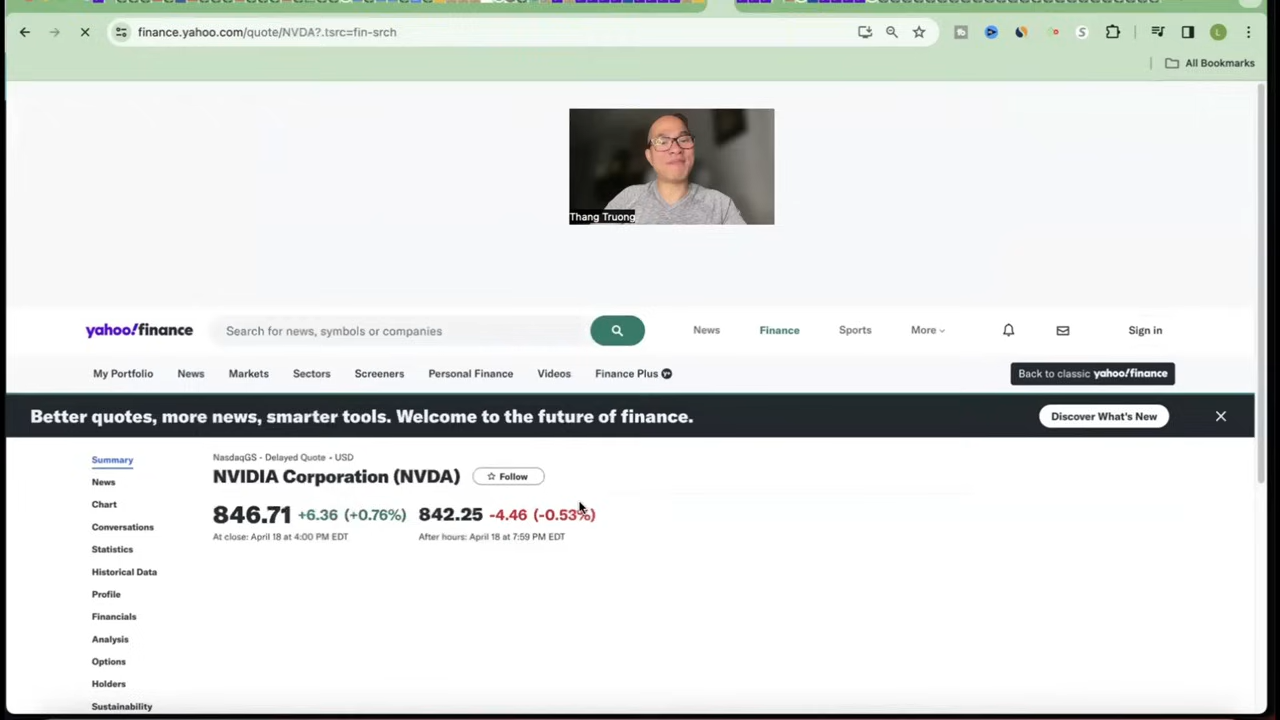 finance.yahoo.com/quote/NVDA?.tsrc=fin-srch
All Bookmarks
Thang Truong
yahoo!finance
Search for news, symbols or companies
News
Finance
Sports
More
Sign in
My Portfolio
News
Markets
Sectors
Screeners
Personal Finance
Videos
Finance Plus
Back to classic yahoo!finance
Better quotes, more news, smarter tools. Welcome to the future of finance.
Discover What's New
Summary
News
Chart
Conversations
Statistics
Historical Data
Profile
Financials
Analysis
Options
Holders
Sustainability
NasdaqGS - Delayed Quote • USD
NVIDIA Corporation (NVDA)
Follow
846.71 +6.36 (+0.76%)
At close: April 18 at 4:00 PM EDT
842.25 -4.46 (-0.53%)
After hours: April 18 at 7:59 PM EDT